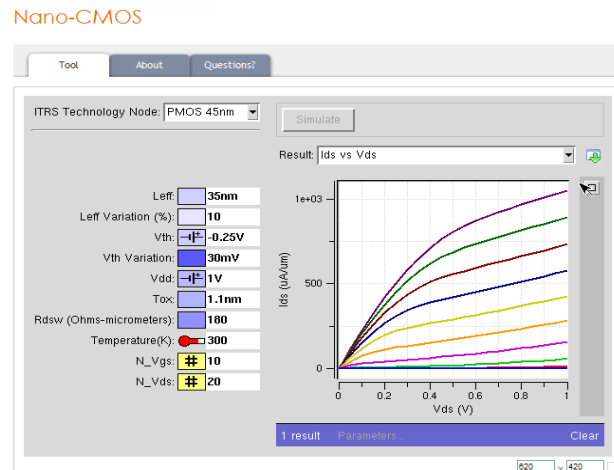 Nano-CMOS
Tool About Questions?
ITRS Technology Node: PMOS 45nm
Simulate
Result: Ids vs Vds
Leff: 35nm
Leff Variation (%): 10
Vth: -0.25V
Vth Variation: 30mV
Vdd: 1V
Tox: 1.1nm
Rdsw (Ohms-micrometers): 180
Temperature(K): 300
N_Vgs: 10
N_Vds: 20
1e+03
500
0
Ids (uA/um)
0 0.2 0.4 0.6 0.8 1
Vds (V)
1 result Parameters... Clear
620 x 420